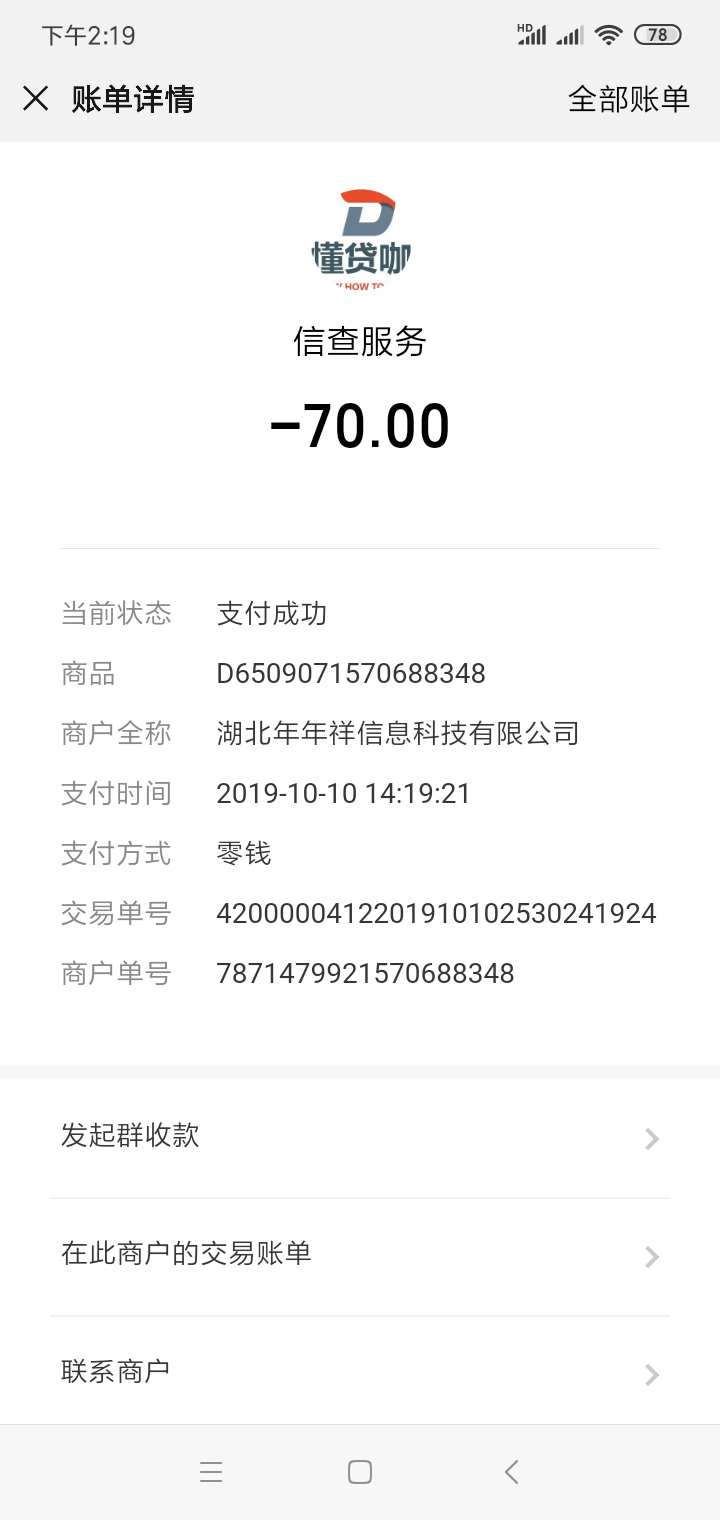 下午2:19 HD 78
账单详情 全部账单
懂贷咖
HOW TO
信查服务
-70.00
当前状态 支付成功
商品 D6509071570688348
商户全称 湖北年年祥信息科技有限公司
支付时间 2019-10-10 14:19:21
支付方式 零钱
交易单号 4200000412201910102530241924
商户单号 7871479921570688348
发起群收款
在此商户的交易账单
联系商户